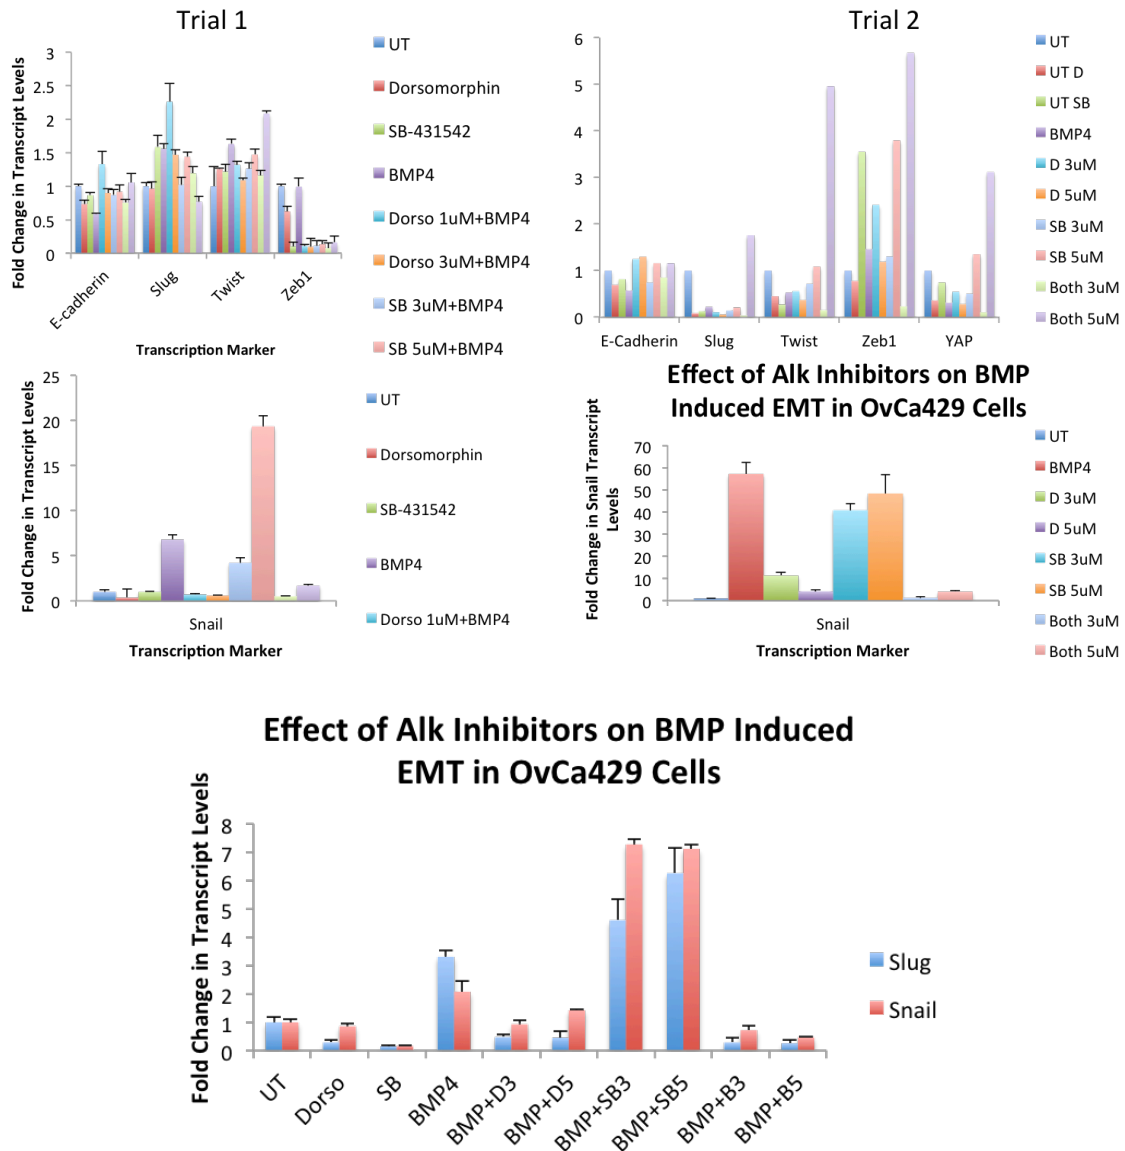 Trial 1
Fold Change in Transcript Levels
3
2.5
2
1.5
1
0.5
0
E-cadherin
Slug
Twist
Zeb1
Transcription Marker
UT
Dorsomorphin
SB-431542
BMP4
Dorso 1uM+BMP4
Dorso 3uM+BMP4
SB 3uM+BMP4
SB 5uM+BMP4
Trial 2
6
5
4
3
2
1
0
E-Cadherin
Slug
Twist
Zeb1
YAP
UT
UT D
UT SB
BMP4
D 3uM
D 5uM
SB 3uM
SB 5uM
Both 3uM
Both 5uM
Fold Change in Transcript Levels
25
20
15
10
5
0
Snail
Transcription Marker
UT
Dorsomorphin
SB-431542
BMP4
Dorso 1uM+BMP4
Effect of Alk Inhibitors on BMP
Induced EMT in OvCa429 Cells
Fold Change in Snail Transcript
Levels
70
60
50
40
30
20
10
0
Snail
Transcription Marker
UT
BMP4
D 3uM
D 5uM
SB 3uM
SB 5uM
Both 3uM
Both 5uM
Effect of Alk Inhibitors on BMP Induced
EMT in OvCa429 Cells
Fold Change in Transcript Levels
8
7
6
5
4
3
2
1
0
UT
Dorso
SB
BMP4
BMP+D3
BMP+D5
BMP+SB3
BMP+SB5
BMP+B3
BMP+B5
Slug
Snail